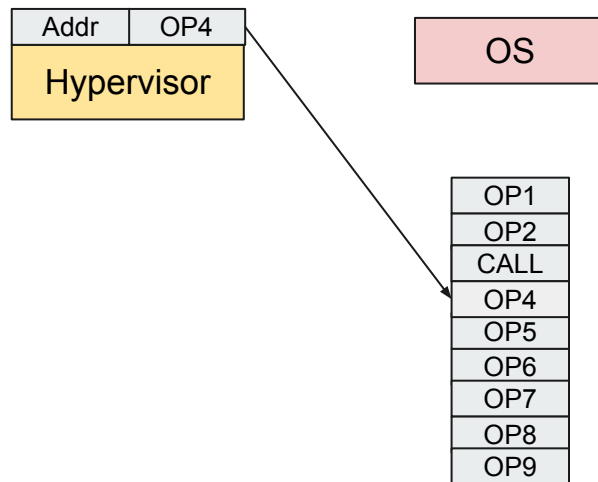 Addr OP4
Hypervisor
OS
OP1
OP2
CALL
OP4
OP5
OP6
OP7
OP8
OP9